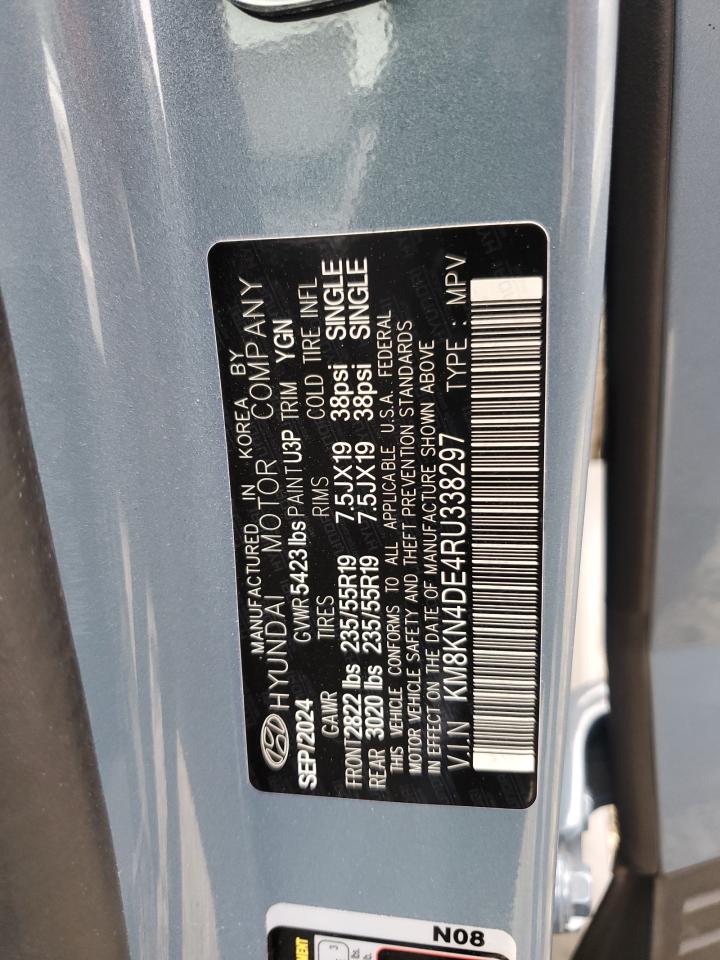 MANUFACTURED IN KOREA BY
HYUNDAI MOTOR COMPANY
SEP/2024 GVWR 5423 lbs PAINT U3P TRIM YGN
GAWR TIRES RIMS COLD TIRE INFL
FRONT 2822 lbs 235/55R19 7.5JX19 38psi SINGLE
REAR 3020 lbs 235/55R19 7.5JX19 38psi SINGLE
THIS VEHICLE CONFORMS TO ALL APPLICABLE U.S.A. FEDERAL
MOTOR VEHICLE SAFETY AND THEFT PREVENTION STANDARDS
IN EFFECT ON THE DATE OF MANUFACTURE SHOWN ABOVE
V.I.N KM8KN4DE4RU338297 TYPE : MPV
N08